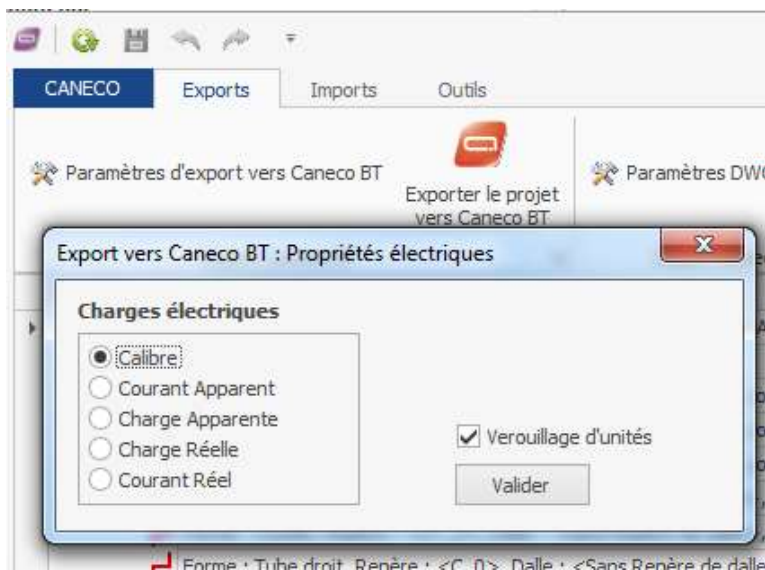 CANECO Exports Imports Outils
Paramètres d'export vers Caneco BT
Exporter le projet
vers Caneco BT
Paramètres DW
Export vers Caneco BT : Propriétés électriques
Charges électriques
Calibre
Courant Apparent
Charge Apparente
Charge Réelle
Courant Réel
Verouillage d'unités
Valider
Forme : Tube droit, Repère : <C_0>, Dalle : <Sans Repère de dalle